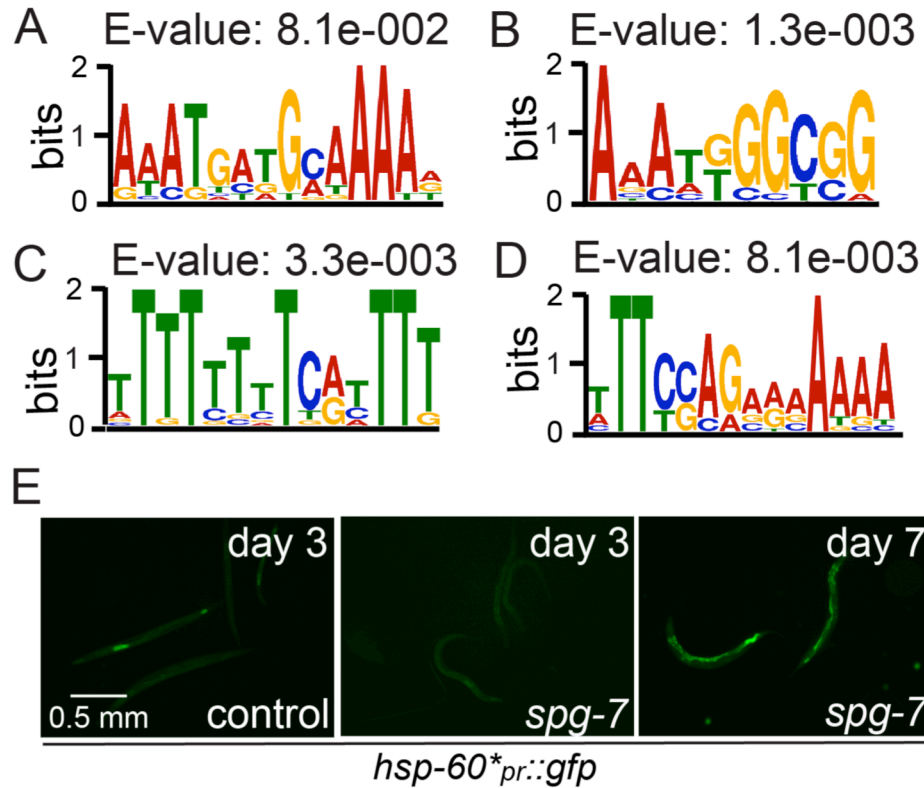 A E-value: 8.1e-002
bits
2
1
0
B E-value: 1.3e-003
bits
2
1
0
C E-value: 3.3e-003
bits
2
1
0
D E-value: 8.1e-003
bits
2
1
0
E
day 3
0.5 mm
control
day 3
spg-7
day 7
spg-7
hsp-60*pr::gfp